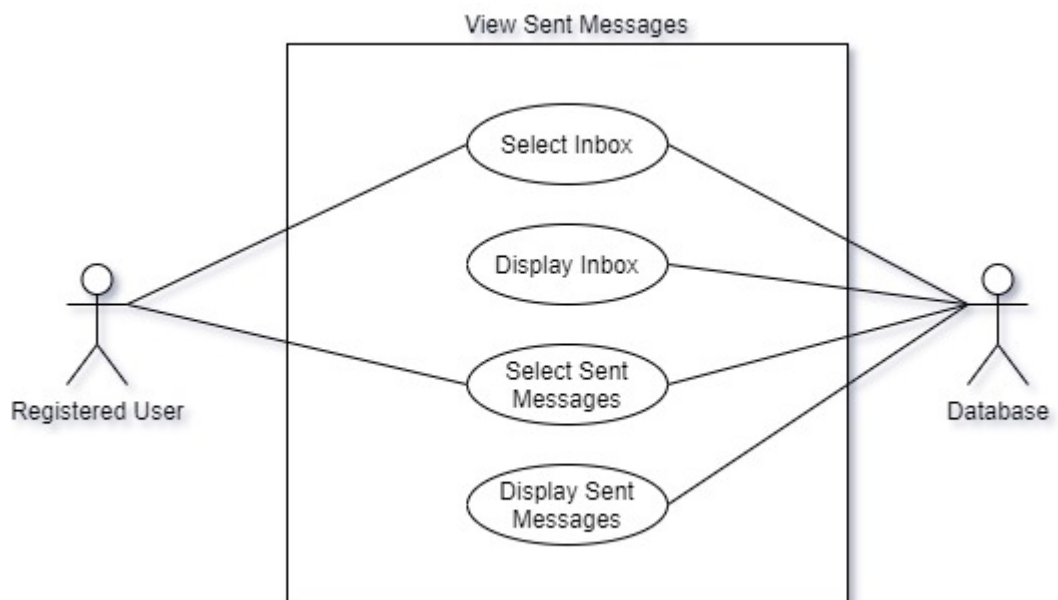 View Sent Messages
Select Inbox
Display Inbox
Registered User
Select Sent
Messages
Database
Display Sent
Messages